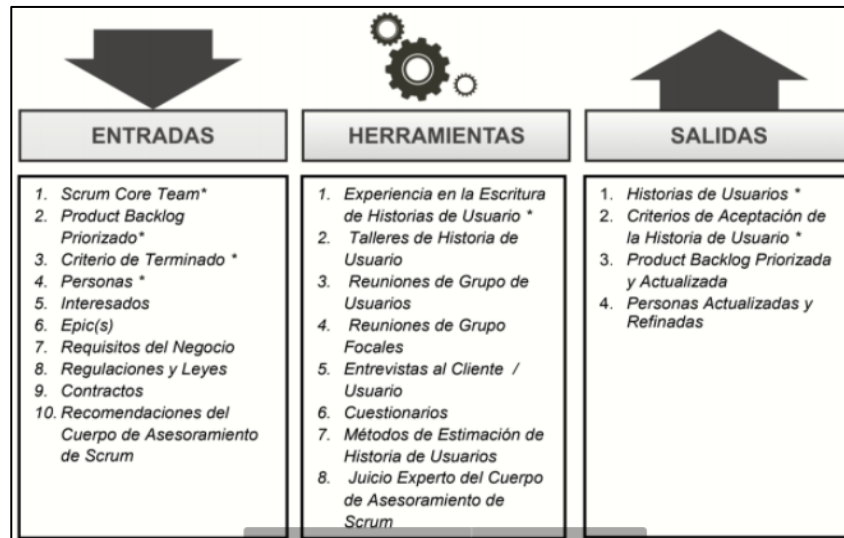 ENTRADAS
1. Scrum Core Team*
2. Product Backlog
Priorizado*
3. Criterio de Terminado *
4. Personas *
5. Interesados
6. Epic(s)
7. Requisitos del Negocio
8. Regulaciones y Leyes
9. Contractos
10. Recomendaciones del
Cuerpo de Asesoramiento
de Scrum
HERRAMIENTAS
1. Experiencia en la Escritura
de Historias de Usuario *
2. Talleres de Historia de
Usuario
3. Reuniones de Grupo de
Usuarios
4. Reuniones de Grupo
Focales
5. Entrevistas al Cliente /
Usuario
6. Cuestionarios
7. Métodos de Estimación de
Historia de Usuarios
8. Juicio Experto del Cuerpo
de Asesoramiento de
Scrum
SALIDAS
1. Historias de Usuarios *
2. Criterios de Aceptación de
la Historia de Usuario *
3. Product Backlog Priorizada
y Actualizada
4. Personas Actualizadas y
Refinadas